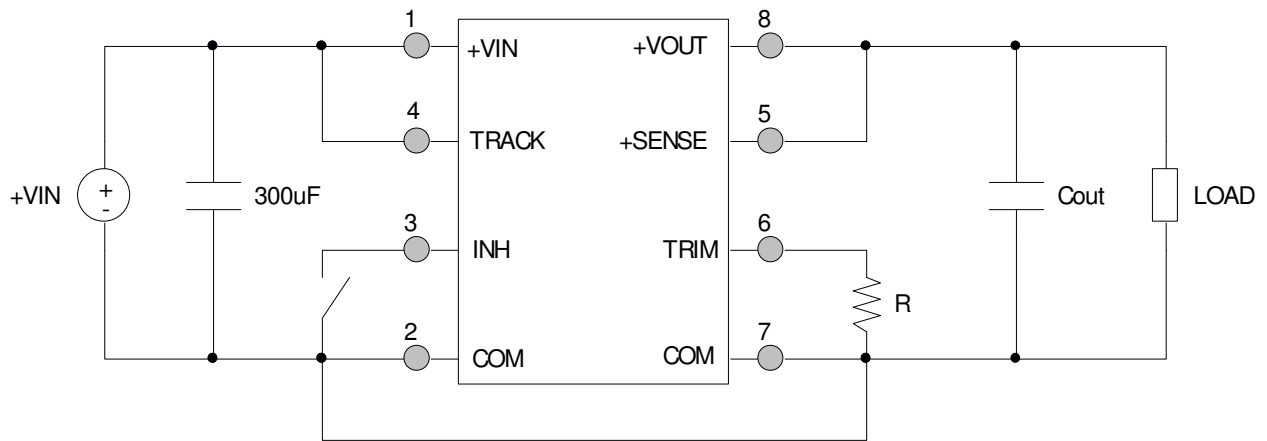 1
8
+VIN
+VOUT
4
5
TRACK
+SENSE
+VIN
+
-
300uF
Cout
LOAD
3
6
INH
TRIM
R
2
7
COM
COM